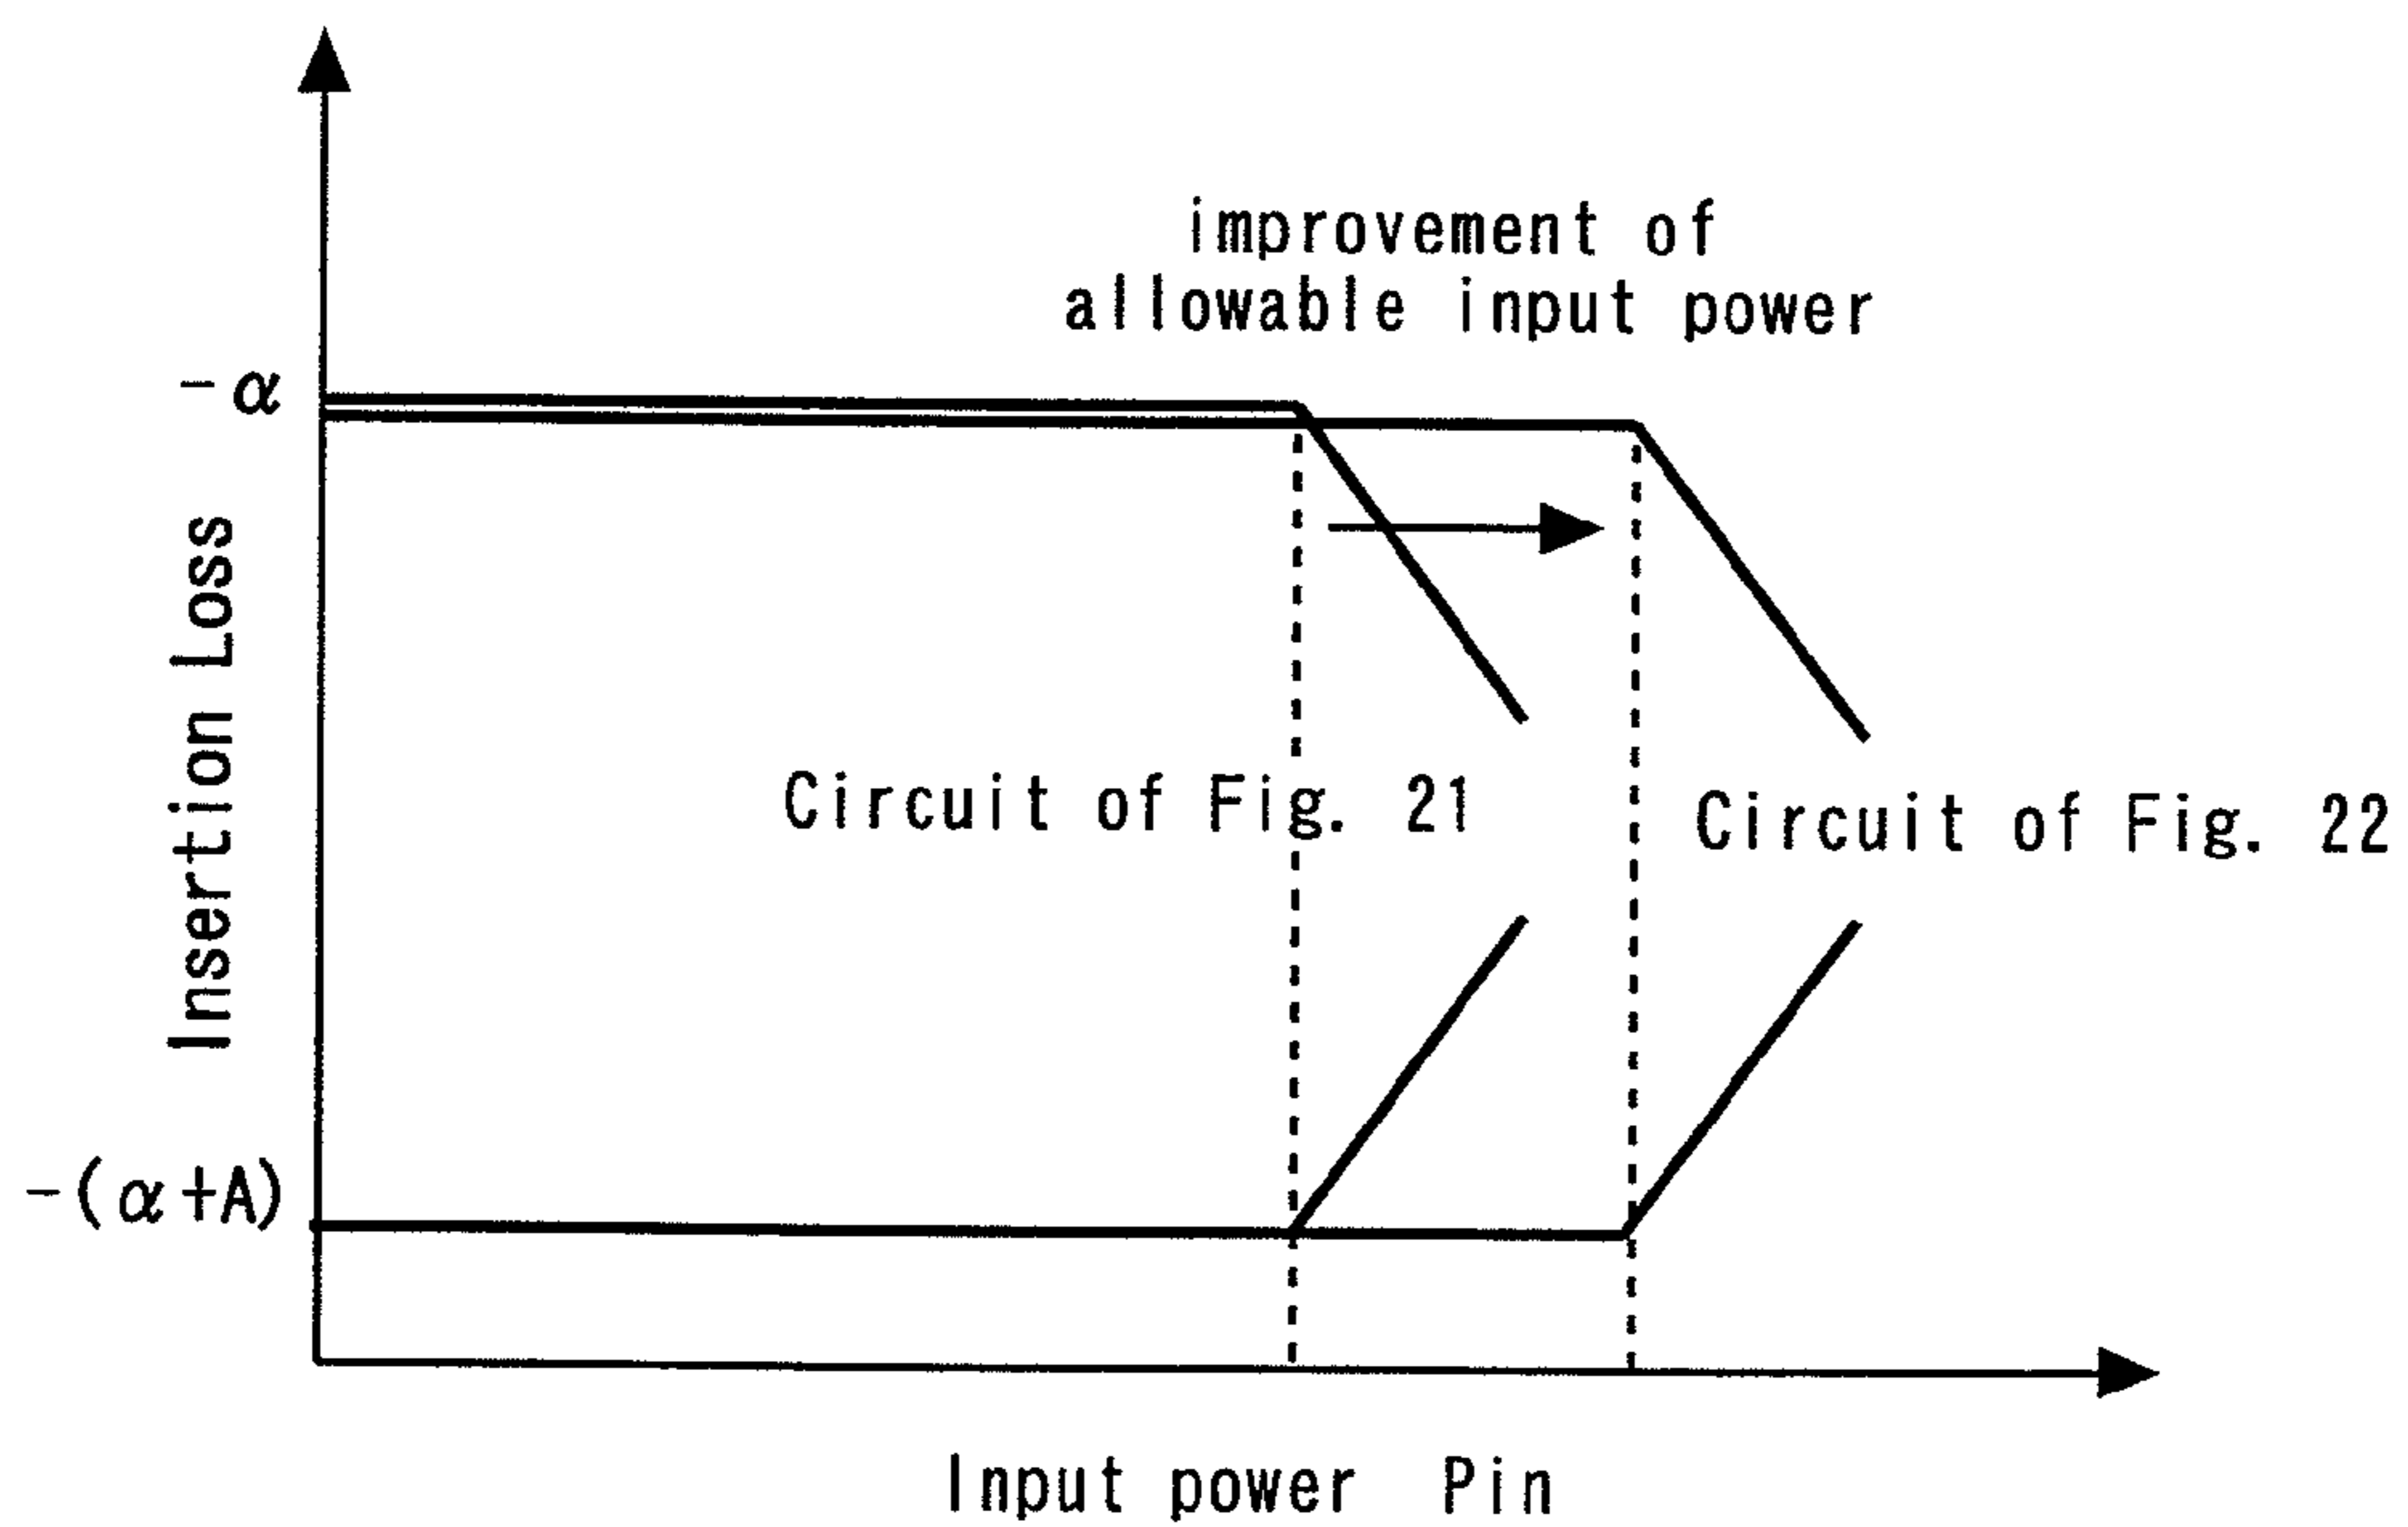 improvement of
allowable input power
-α
Insertion Loss
Circuit of Fig. 21
Circuit of Fig. 22
-(α+A)
Input power Pin